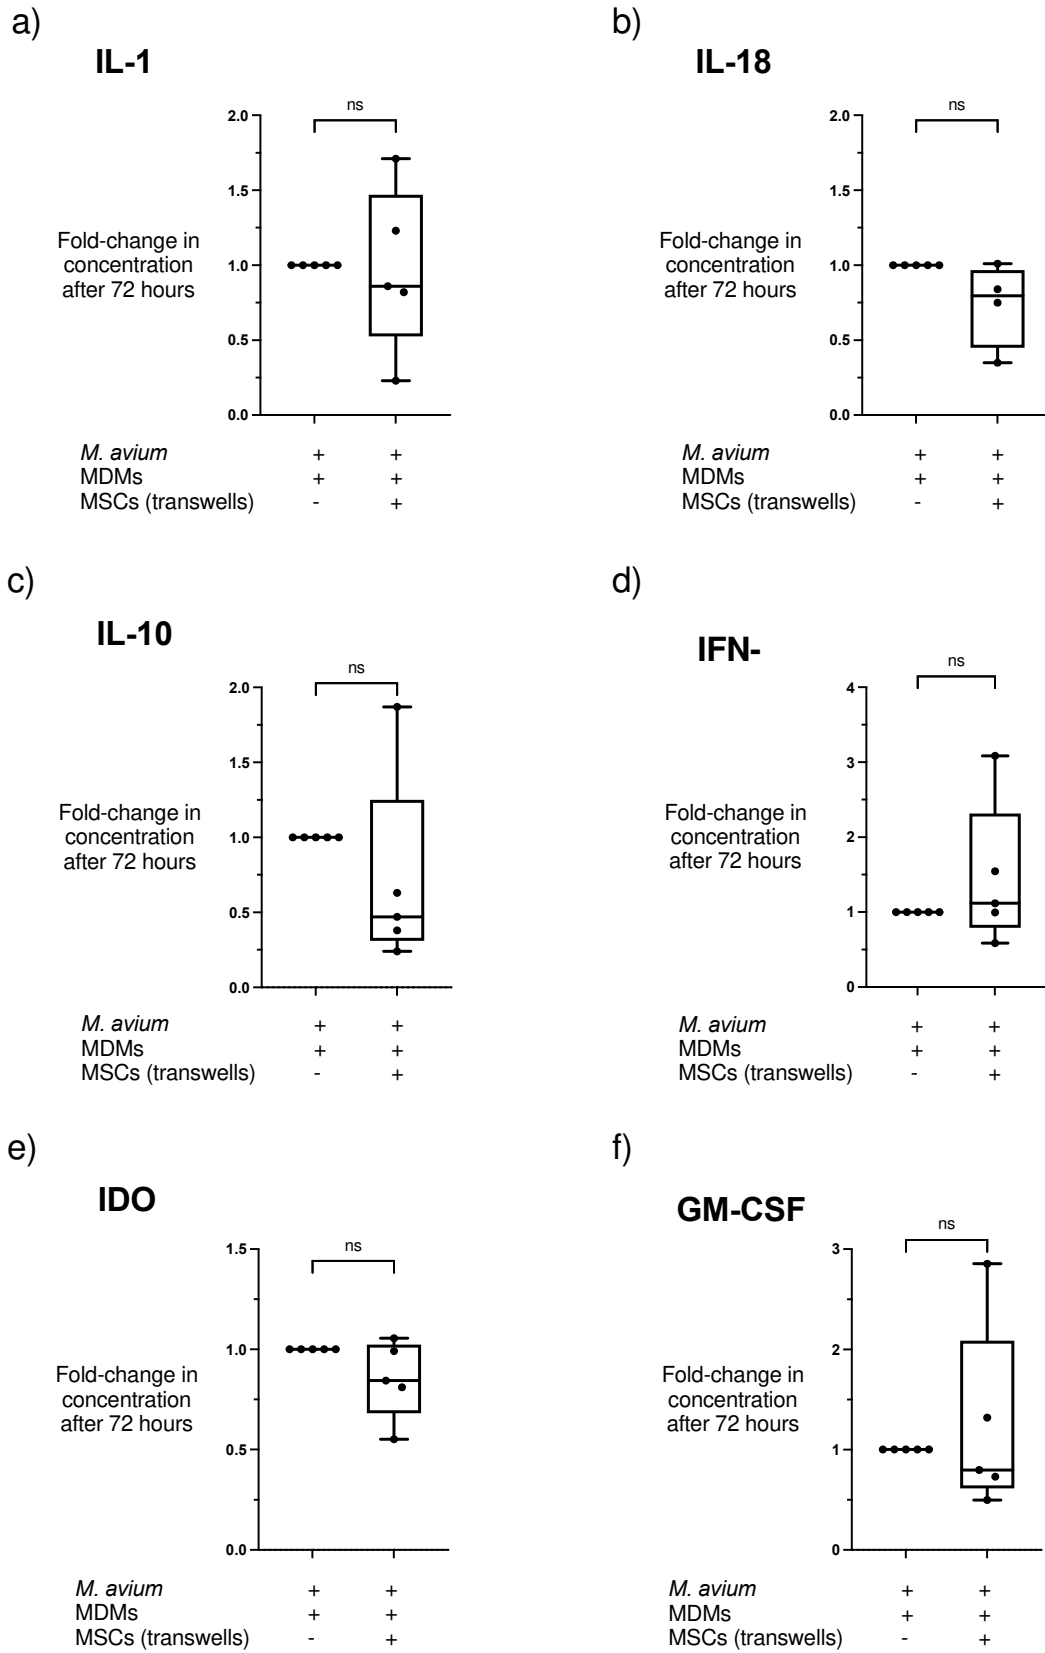 a)
IL-1
ns
2.0
1.5
1.0
0.5
0.0
Fold-change in
concentration
after 72 hours
M. avium + +
MDMs + +
MSCs (transwells) - +
b)
IL-18
ns
2.0
1.5
1.0
0.5
0.0
Fold-change in
concentration
after 72 hours
M. avium + +
MDMs + +
MSCs (transwells) - +
c)
IL-10
ns
2.0
1.5
1.0
0.5
0.0
Fold-change in
concentration
after 72 hours
M. avium + +
MDMs + +
MSCs (transwells) - +
d)
IFN-
ns
4
3
2
1
0
Fold-change in
concentration
after 72 hours
M. avium + +
MDMs + +
MSCs (transwells) - +
e)
IDO
ns
1.5
1.0
0.5
0.0
Fold-change in
concentration
after 72 hours
M. avium + +
MDMs + +
MSCs (transwells) - +
f)
GM-CSF
ns
3
2
1
0
Fold-change in
concentration
after 72 hours
M. avium + +
MDMs + +
MSCs (transwells) - +